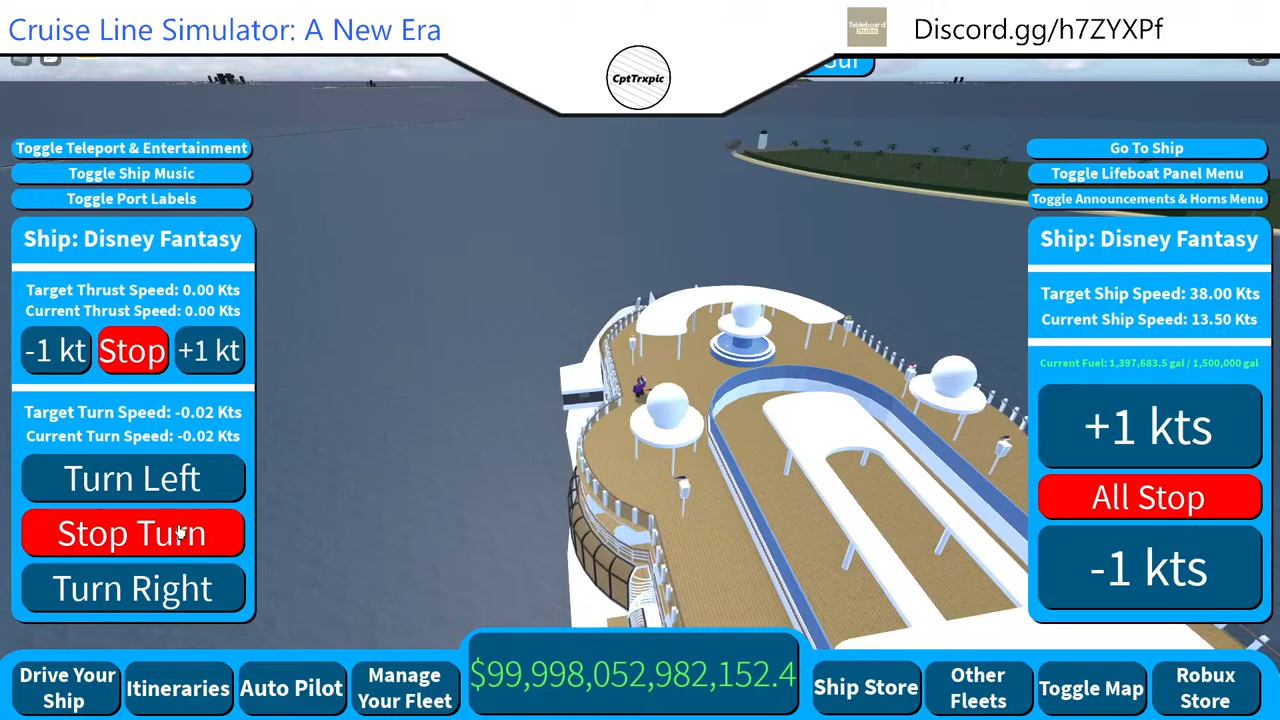 Cruise Line Simulator: A New Era
Tableboard
Studios
Discord.gg/h7ZYXPf
CptTrxpic
Toggle Teleport & Entertainment
Toggle Ship Music
Toggle Port Labels
Go To Ship
Toggle Lifeboat Panel Menu
Toggle Announcements & Horns Menu
Ship: Disney Fantasy
Target Thrust Speed: 0.00 Kts
Current Thrust Speed: 0.00 Kts
-1 kt
Stop
+1 kt
Target Turn Speed: -0.02 Kts
Current Turn Speed: -0.02 Kts
Turn Left
Stop Turn
Turn Right
Ship: Disney Fantasy
Target Ship Speed: 38.00 Kts
Current Ship Speed: 13.50 Kts
Current Fuel: 1,397,683.5 gal / 1,500,000 gal
+1 kts
All Stop
-1 kts
Drive Your
Ship
Itineraries
Auto Pilot
Manage
Your Fleet
$99,998,052,982,152.4
Ship Store
Other
Fleets
Toggle Map
Robux
Store